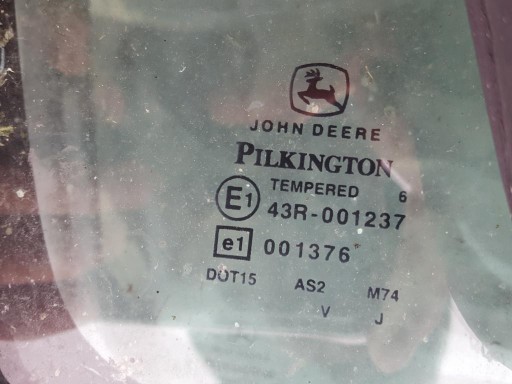 JOHN DEERE
PILKINGTON
TEMPERED 6
E1 43R-001237
e1 001376
DOT15 AS2 M74
V J